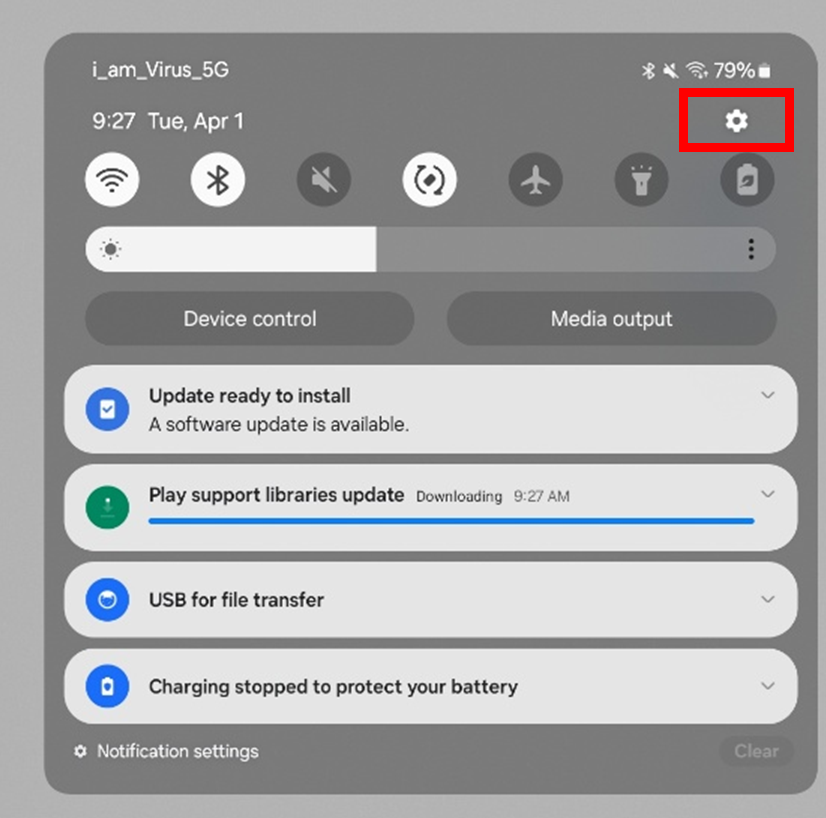 i_am_Virus_5G 79%
9:27 Tue, Apr 1
Device control Media output
Update ready to install
A software update is available.
Play support libraries update Downloading 9:27 AM
USB for file transfer
Charging stopped to protect your battery
Notification settings Clear